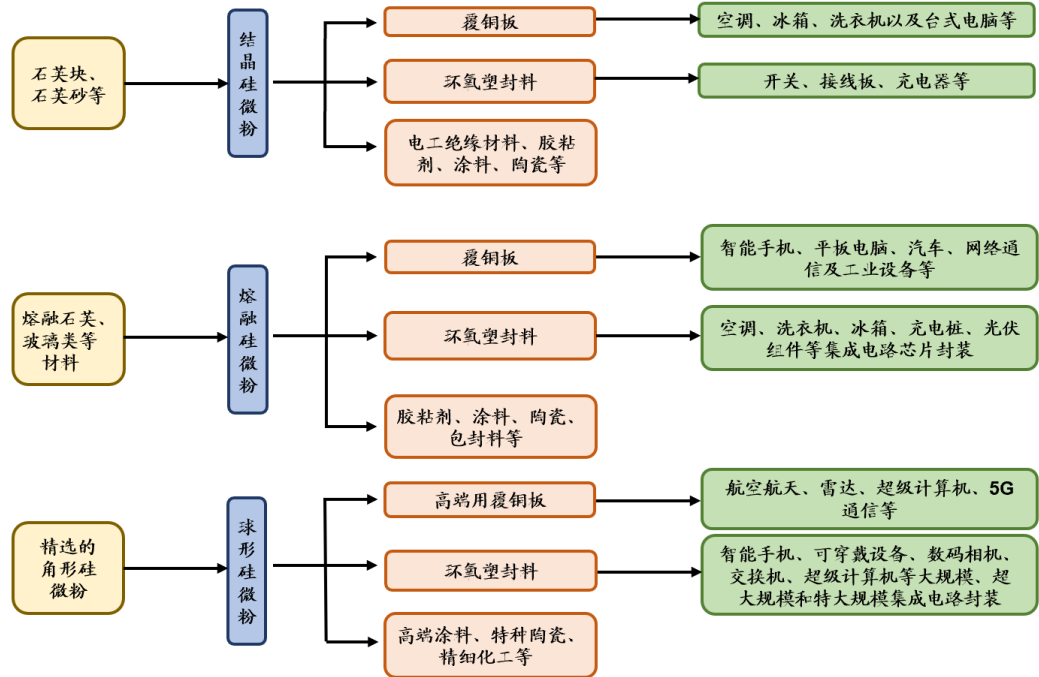 石英块、
石英砂等
结晶硅微粉
覆铜板
空调、冰箱、洗衣机以及台式电脑等
环氧塑封料
开关、接线板、充电器等
电工绝缘材料、胶粘
剂、涂料、陶瓷等
熔融石英、
玻璃类等
材料
熔融硅微粉
覆铜板
智能手机、平板电脑、汽车、网络通
信及工业设备等
环氧塑封料
空调、洗衣机、冰箱、充电桩、光伏
组件等集成电路芯片封装
胶粘剂、涂料、陶瓷、
包封料等
精选的
角形硅
微粉
球形硅微粉
高端用覆铜板
航空航天、雷达、超级计算机、5G
通信等
环氧塑封料
智能手机、可穿戴设备、数码相机、
交换机、超级计算机等大规模、超
大规模和特大规模集成电路封装
高端涂料、特种陶瓷、
精细化工等